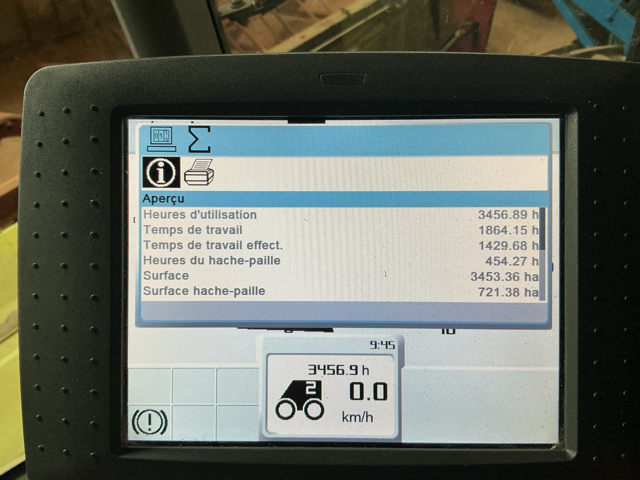 Aperçu
Heures d'utilisation 3456.89 h
Temps de travail 1864.15 h
Temps de travail effect. 1429.68 h
Heures du hache-paille 454.27 h
Surface 3453.36 ha
Surface hache-paille 721.38 ha
9:45
3456.9 h
2
0.0
km/h